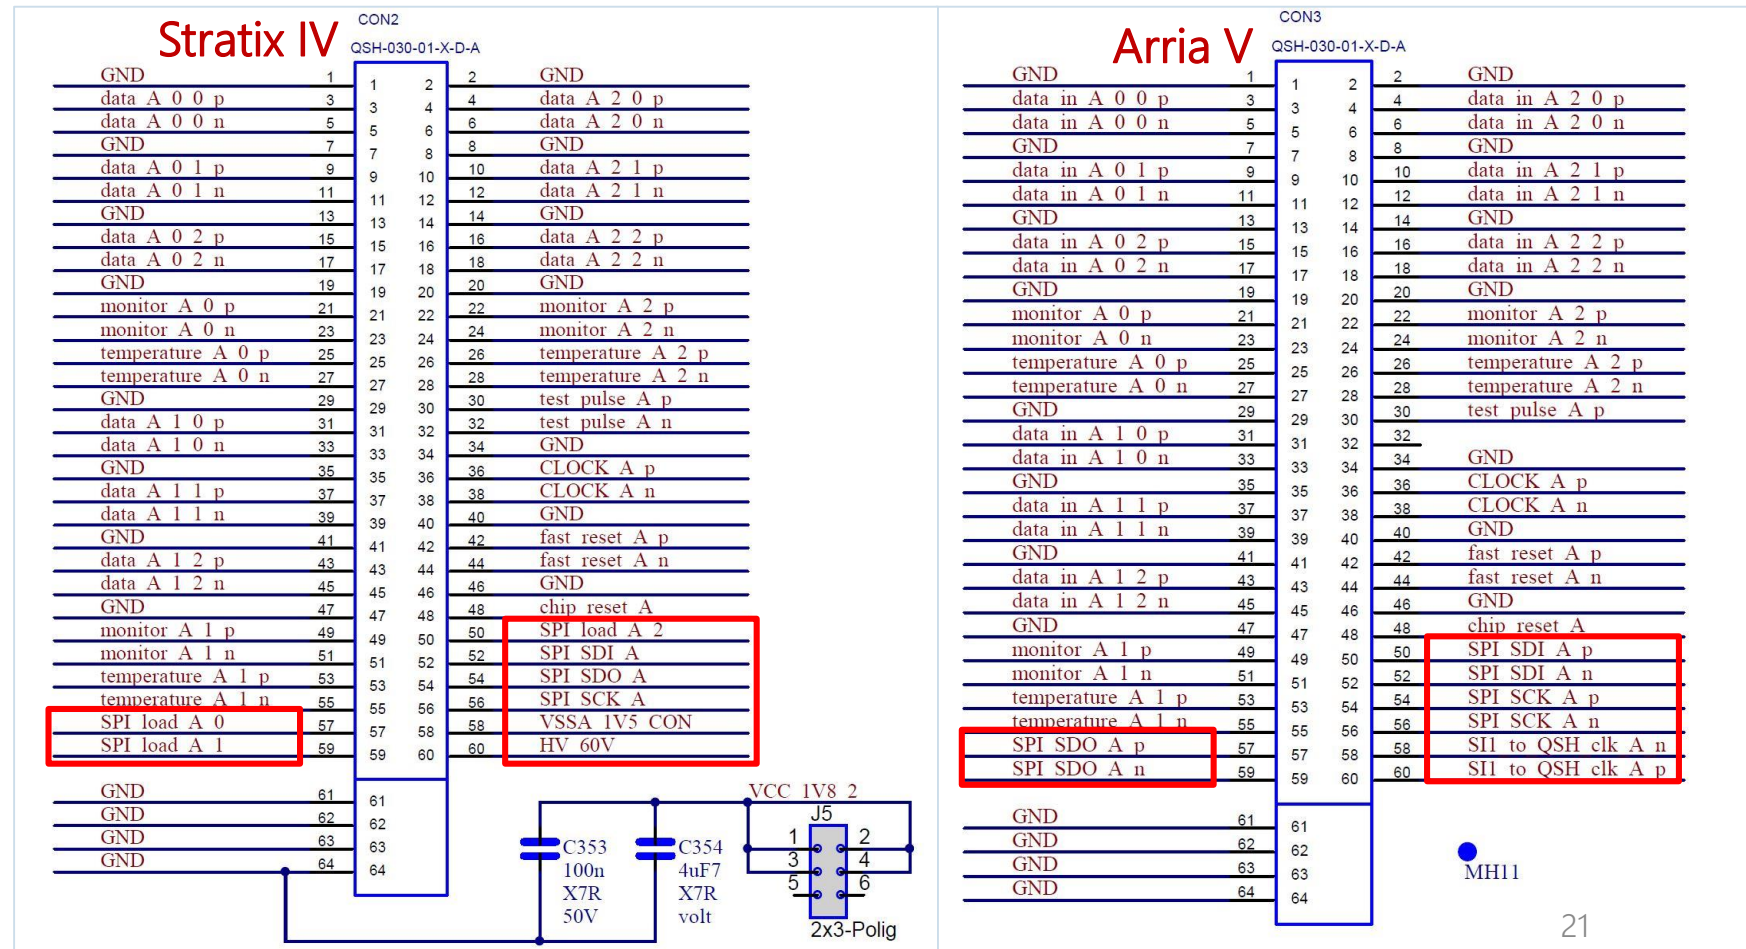 Stratix IV
CON2
QSH-030-01-X-D-A
GND 1 1 2 2 GND
data A 0 0 p 3 3 4 4 data A 2 0 p
data A 0 0 n 5 5 6 6 data A 2 0 n
GND 7 7 8 8 GND
data A 0 1 p 9 9 10 10 data A 2 1 p
data A 0 1 n 11 11 12 12 data A 2 1 n
GND 13 13 14 14 GND
data A 0 2 p 15 15 16 16 data A 2 2 p
data A 0 2 n 17 17 18 18 data A 2 2 n
GND 19 19 20 20 GND
monitor A 0 p 21 21 22 22 monitor A 2 p
monitor A 0 n 23 23 24 24 monitor A 2 n
temperature A 0 p 25 25 26 26 temperature A 2 p
temperature A 0 n 27 27 28 28 temperature A 2 n
GND 29 29 30 30 test pulse A p
data A 1 0 p 31 31 32 32 test pulse A n
data A 1 0 n 33 33 34 34 GND
GND 35 35 36 36 CLOCK A p
data A 1 1 p 37 37 38 38 CLOCK A n
data A 1 1 n 39 39 40 40 GND
GND 41 41 42 42 fast reset A p
data A 1 2 p 43 43 44 44 fast reset A n
data A 1 2 n 45 45 46 46 GND
GND 47 47 48 48 chip reset A
monitor A 1 p 49 49 50 50 SPI load A 2
monitor A 1 n 51 51 52 52 SPI SDI A
temperature A 1 p 53 53 54 54 SPI SDO A
temperature A 1 n 55 55 56 56 SPI SCK A
SPI load A 0 57 57 58 58 VSSA 1V5 CON
SPI load A 1 59 59 60 60 HV 60V
GND 61 61
GND 62 62
GND 63 63
GND 64 64
VCC 1V8 2
J5
1 2
3 4
5 6
2x3-Polig
C353
100n
X7R
50V
C354
4uF7
X7R
volt
Arria V
CON3
QSH-030-01-X-D-A
GND 1 1 2 2 GND
data in A 0 0 p 3 3 4 4 data in A 2 0 p
data in A 0 0 n 5 5 6 6 data in A 2 0 n
GND 7 7 8 8 GND
data in A 0 1 p 9 9 10 10 data in A 2 1 p
data in A 0 1 n 11 11 12 12 data in A 2 1 n
GND 13 13 14 14 GND
data in A 0 2 p 15 15 16 16 data in A 2 2 p
data in A 0 2 n 17 17 18 18 data in A 2 2 n
GND 19 19 20 20 GND
monitor A 0 p 21 21 22 22 monitor A 2 p
monitor A 0 n 23 23 24 24 monitor A 2 n
temperature A 0 p 25 25 26 26 temperature A 2 p
temperature A 0 n 27 27 28 28 temperature A 2 n
GND 29 29 30 30 test pulse A p
data in A 1 0 p 31 31 32 32
data in A 1 0 n 33 33 34 34 GND
GND 35 35 36 36 CLOCK A p
data in A 1 1 p 37 37 38 38 CLOCK A n
data in A 1 1 n 39 39 40 40 GND
GND 41 41 42 42 fast reset A p
data in A 1 2 p 43 43 44 44 fast reset A n
data in A 1 2 n 45 45 46 46 GND
GND 47 47 48 48 chip reset A
monitor A 1 p 49 49 50 50 SPI SDI A p
monitor A 1 n 51 51 52 52 SPI SDI A n
temperature A 1 p 53 53 54 54 SPI SCK A p
temperature A 1 n 55 55 56 56 SPI SCK A n
SPI SDO A p 57 57 58 58 SI1 to QSH clk A n
SPI SDO A n 59 59 60 60 SI1 to QSH clk A p
GND 61 61
GND 62 62
GND 63 63
GND 64 64
MH11
21